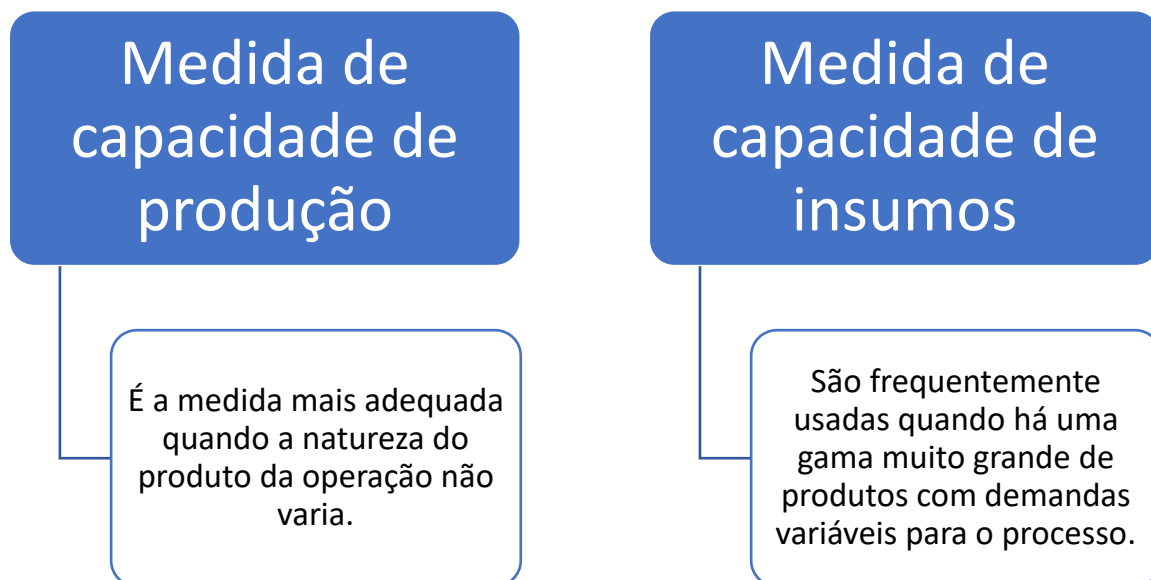 Medida de
capacidade de
produção
É a medida mais adequada
quando a natureza do
produto da operação não
varia.
Medida de
capacidade de
insumos
São frequentemente
usadas quando há uma
gama muito grande de
produtos com demandas
variáveis para o processo.